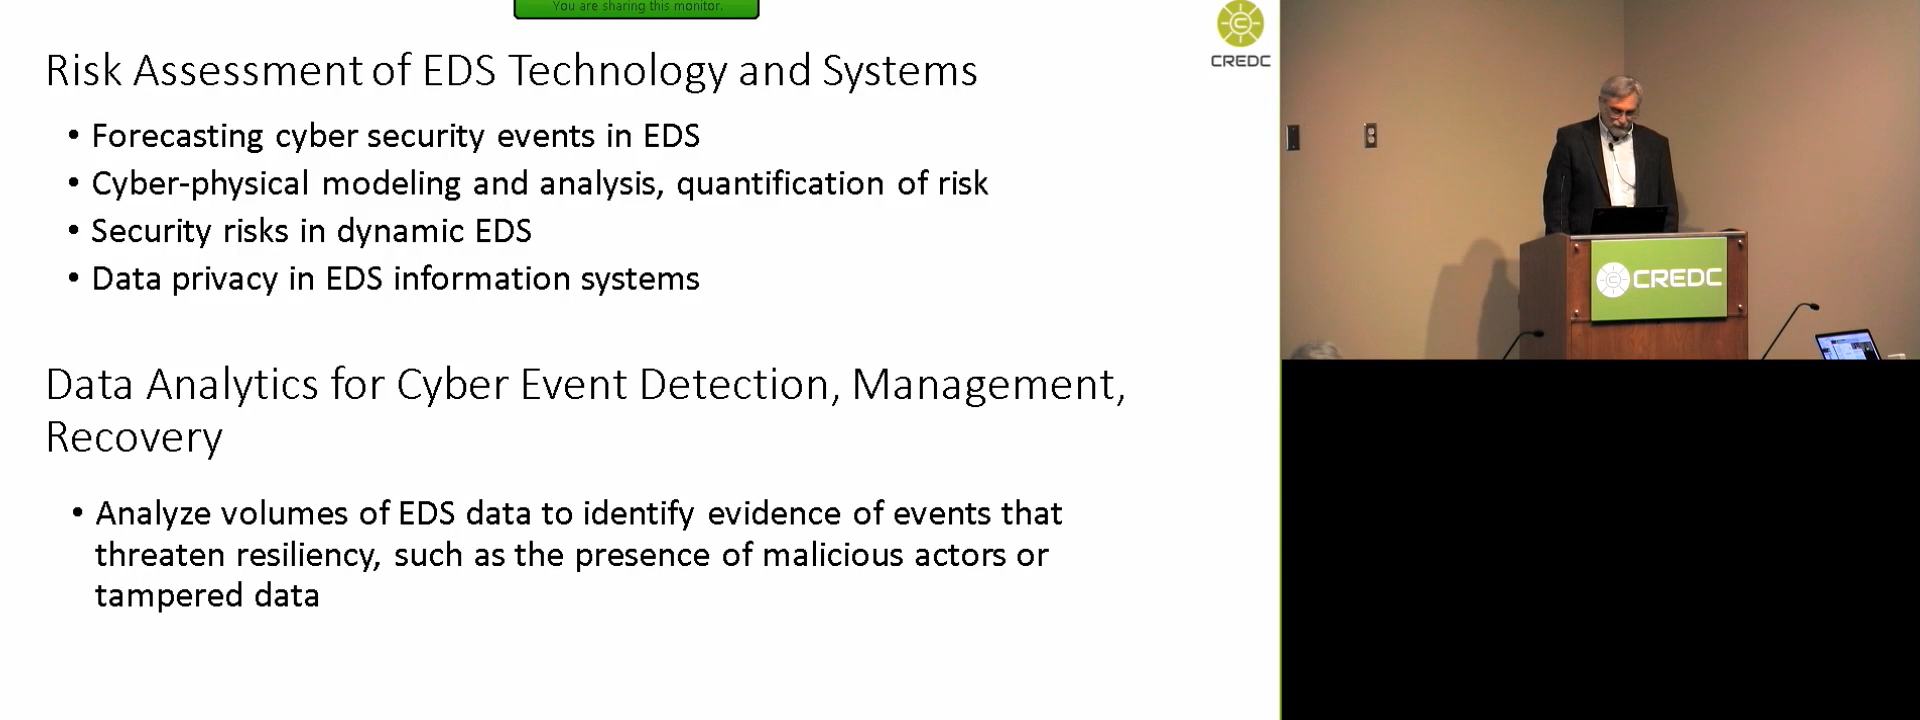 You are sharing this monitor.
CREDC
Risk Assessment of EDS Technology and Systems
• Forecasting cyber security events in EDS
• Cyber-physical modeling and analysis, quantification of risk
• Security risks in dynamic EDS
• Data privacy in EDS information systems
Data Analytics for Cyber Event Detection, Management,
Recovery
• Analyze volumes of EDS data to identify evidence of events that
threaten resiliency, such as the presence of malicious actors or
tampered data
C CREDC